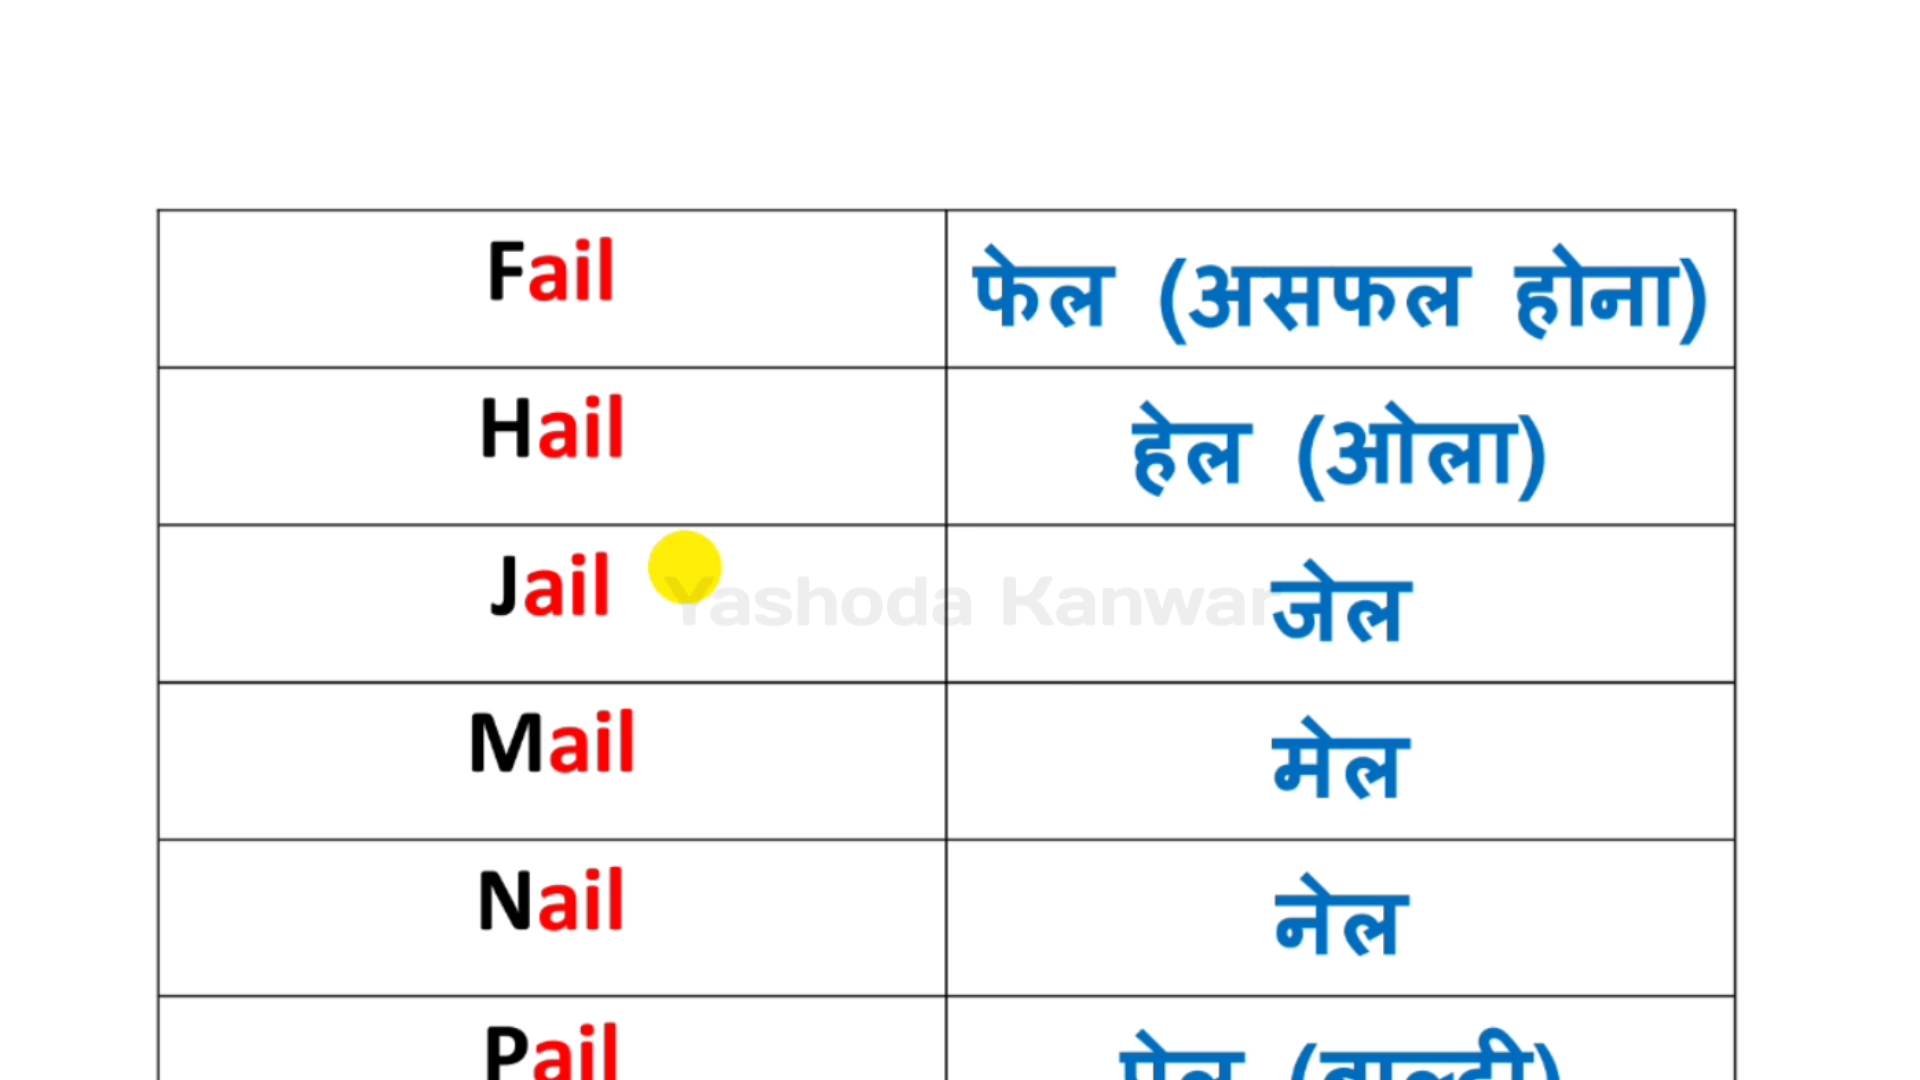 Fail फेल (असफल होना)
Hail हेल (ओला)
Jail जेल
Mail मेल
Nail नेल
Pail पेल (बाल्टी)
Yashoda Kanwar